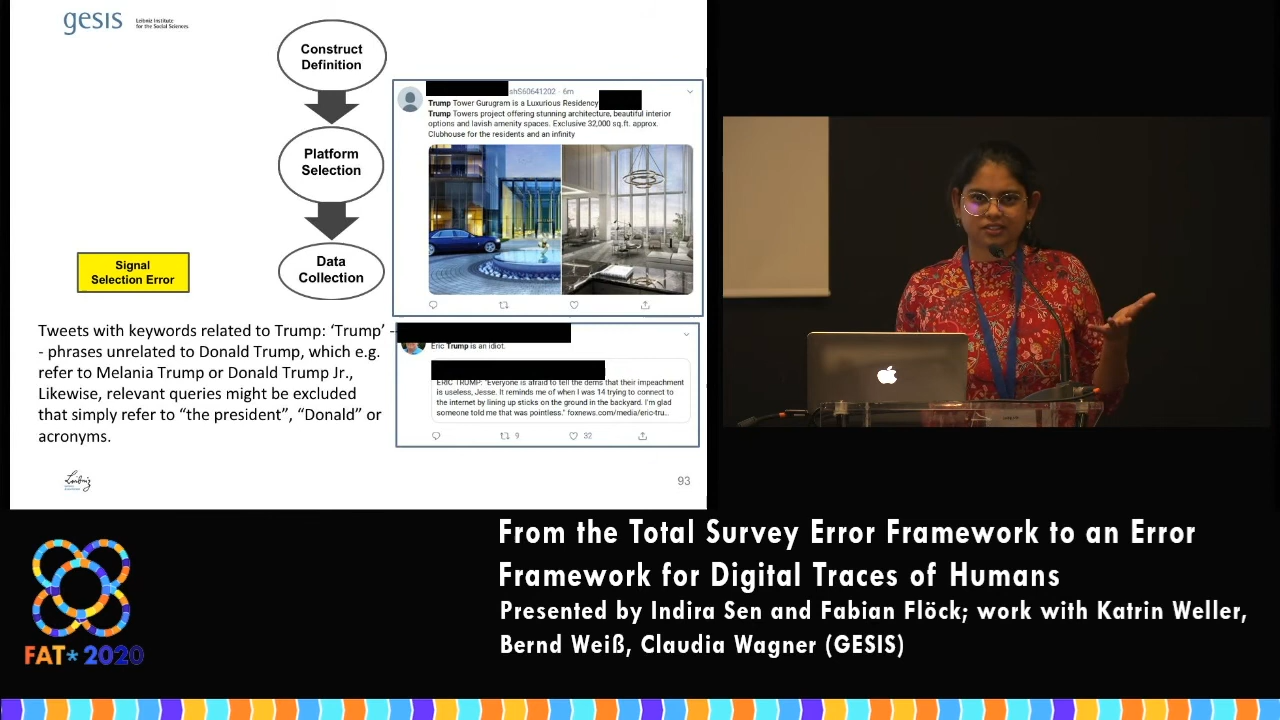 gesis
Leibniz Institute
for the Social Sciences
Construct
Definition
Platform
Selection
Data
Collection
Signal
Selection Error
shS60641202 · 6m
Trump Tower Gurugram is a Luxurious Residency
Trump Towers project offering stunning architecture, beautiful interior
options and lavish amenity spaces. Exclusive 32,000 sq.ft. approx.
Clubhouse for the residents and an infinity
Tweets with keywords related to Trump: ‘Trump’ -
- phrases unrelated to Donald Trump, which e.g.
refer to Melania Trump or Donald Trump Jr.,
Likewise, relevant queries might be excluded
that simply refer to “the president”, “Donald” or
acronyms.
Eric Trump is an idiot.
ERIC TRUMP: "Everyone is afraid to tell the dems that their impeachment
is useless, Jesse. It reminds me of when I was 14 trying to connect to
the internet by lining up sticks on the ground in the backyard. I'm glad
someone told me that was pointless." foxnews.com/media/eric-tru...
9
32
Leibniz
93
From the Total Survey Error Framework to an Error
Framework for Digital Traces of Humans
Presented by Indira Sen and Fabian Flöck; work with Katrin Weller,
Bernd Weiß, Claudia Wagner (GESIS)
FAT* 2020